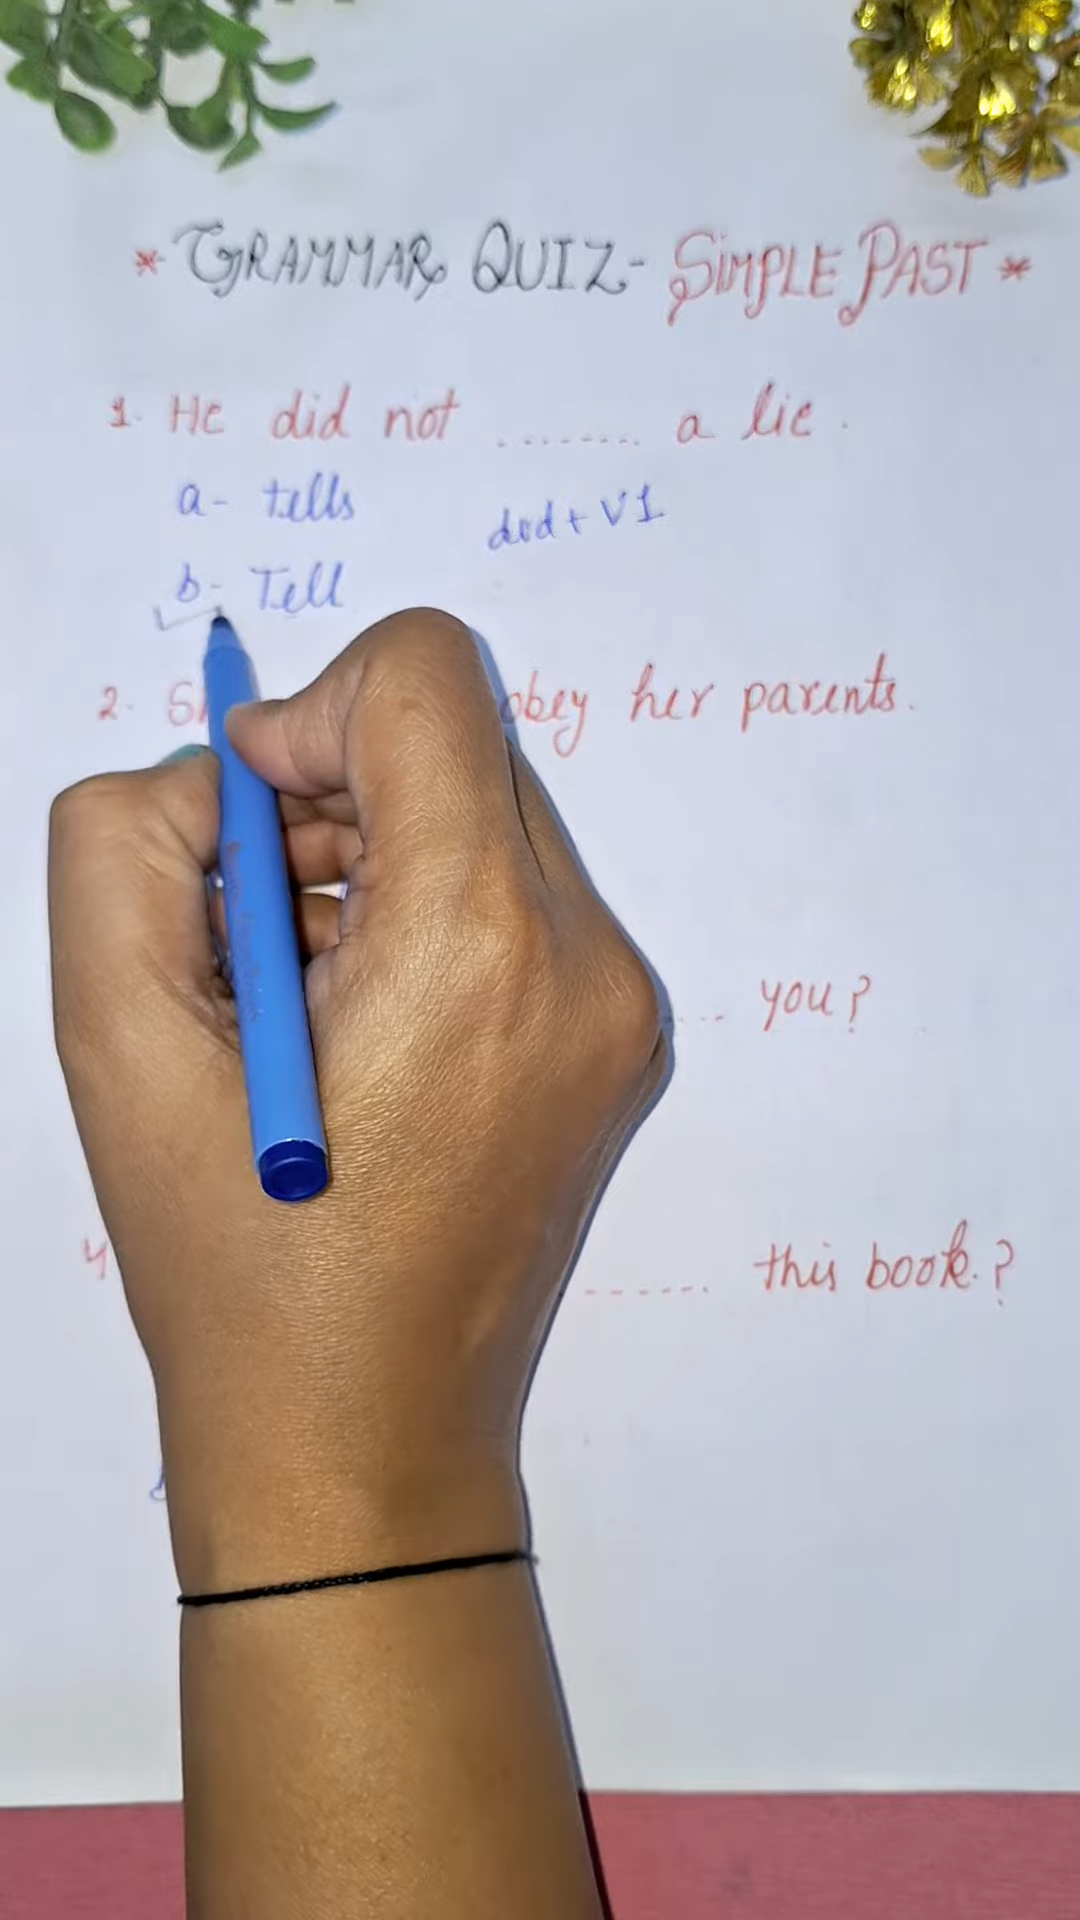 * GRAMMAR QUIZ - SIMPLE PAST *
1. He did not ........ a lie.
a - tells
did + V1
b - Tell
2. obey her parents.
... you?
4
...... this book.?